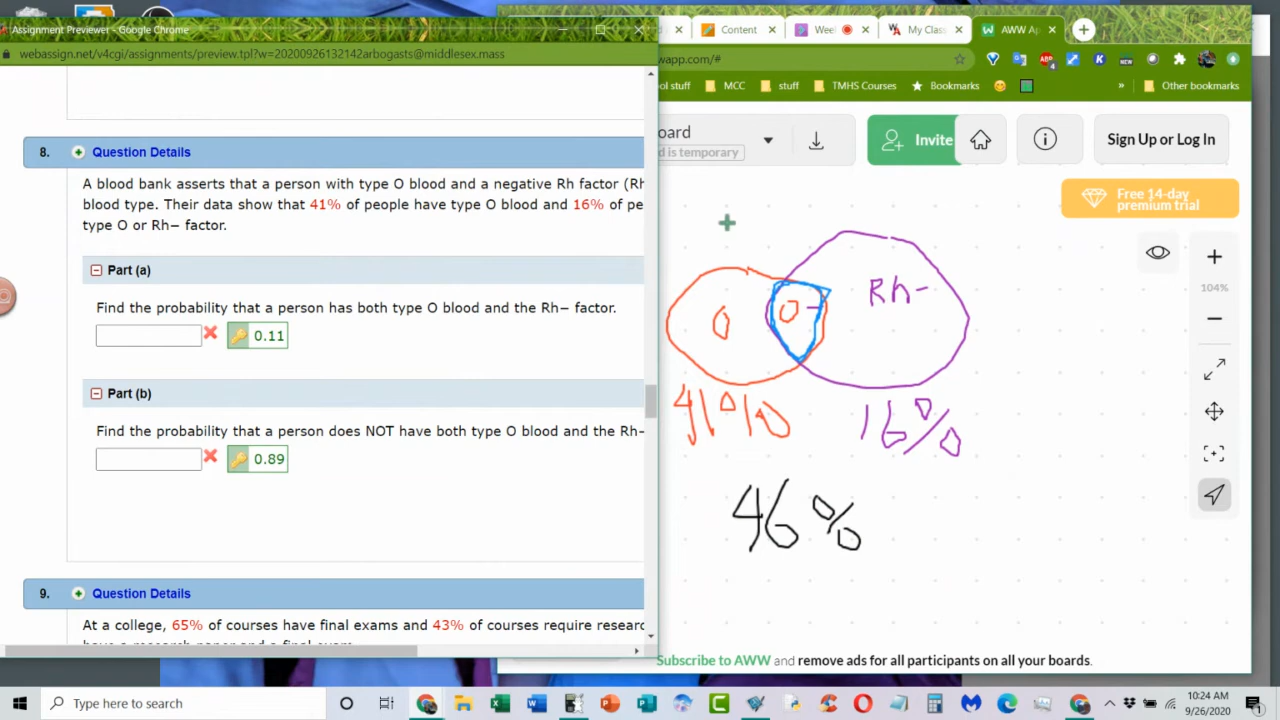 Assignment Previewer - Google Chrome
webassign.net/v4cgi/assignments/preview.tpl?w=20200926132142arbogasts@middlesex.mass
8. Question Details
A blood bank asserts that a person with type O blood and a negative Rh factor (Rh
blood type. Their data show that 41% of people have type O blood and 16% of pe
type O or Rh− factor.
Part (a)
Find the probability that a person has both type O blood and the Rh− factor.
0.11
Part (b)
Find the probability that a person does NOT have both type O blood and the Rh-
0.89
9. Question Details
At a college, 65% of courses have final exams and 43% of courses require researc
have a research paper and a final exam.
Content
Week
My Class
AWW Ap
wapp.com/#
ol stuff MCC stuff TMHS Courses Bookmarks » Other bookmarks
oard
d is temporary
Invite
Sign Up or Log In
Free 14-day
premium trial
104%
O O- Rh-
41% 16%
46%
Subscribe to AWW and remove ads for all participants on all your boards.
Type here to search
10:24 AM
9/26/2020